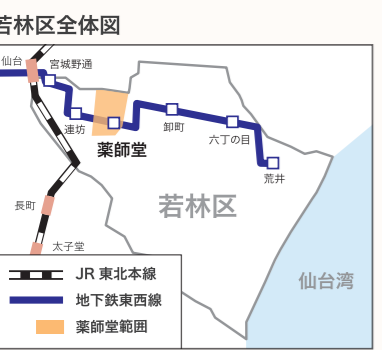 若林区全体図
仙台
宮城野通
連坊
薬師堂
卸町
六丁の目
荒井
若林区
長町
太子堂
仙台湾
JR東北本線
地下鉄東西線
薬師堂範囲